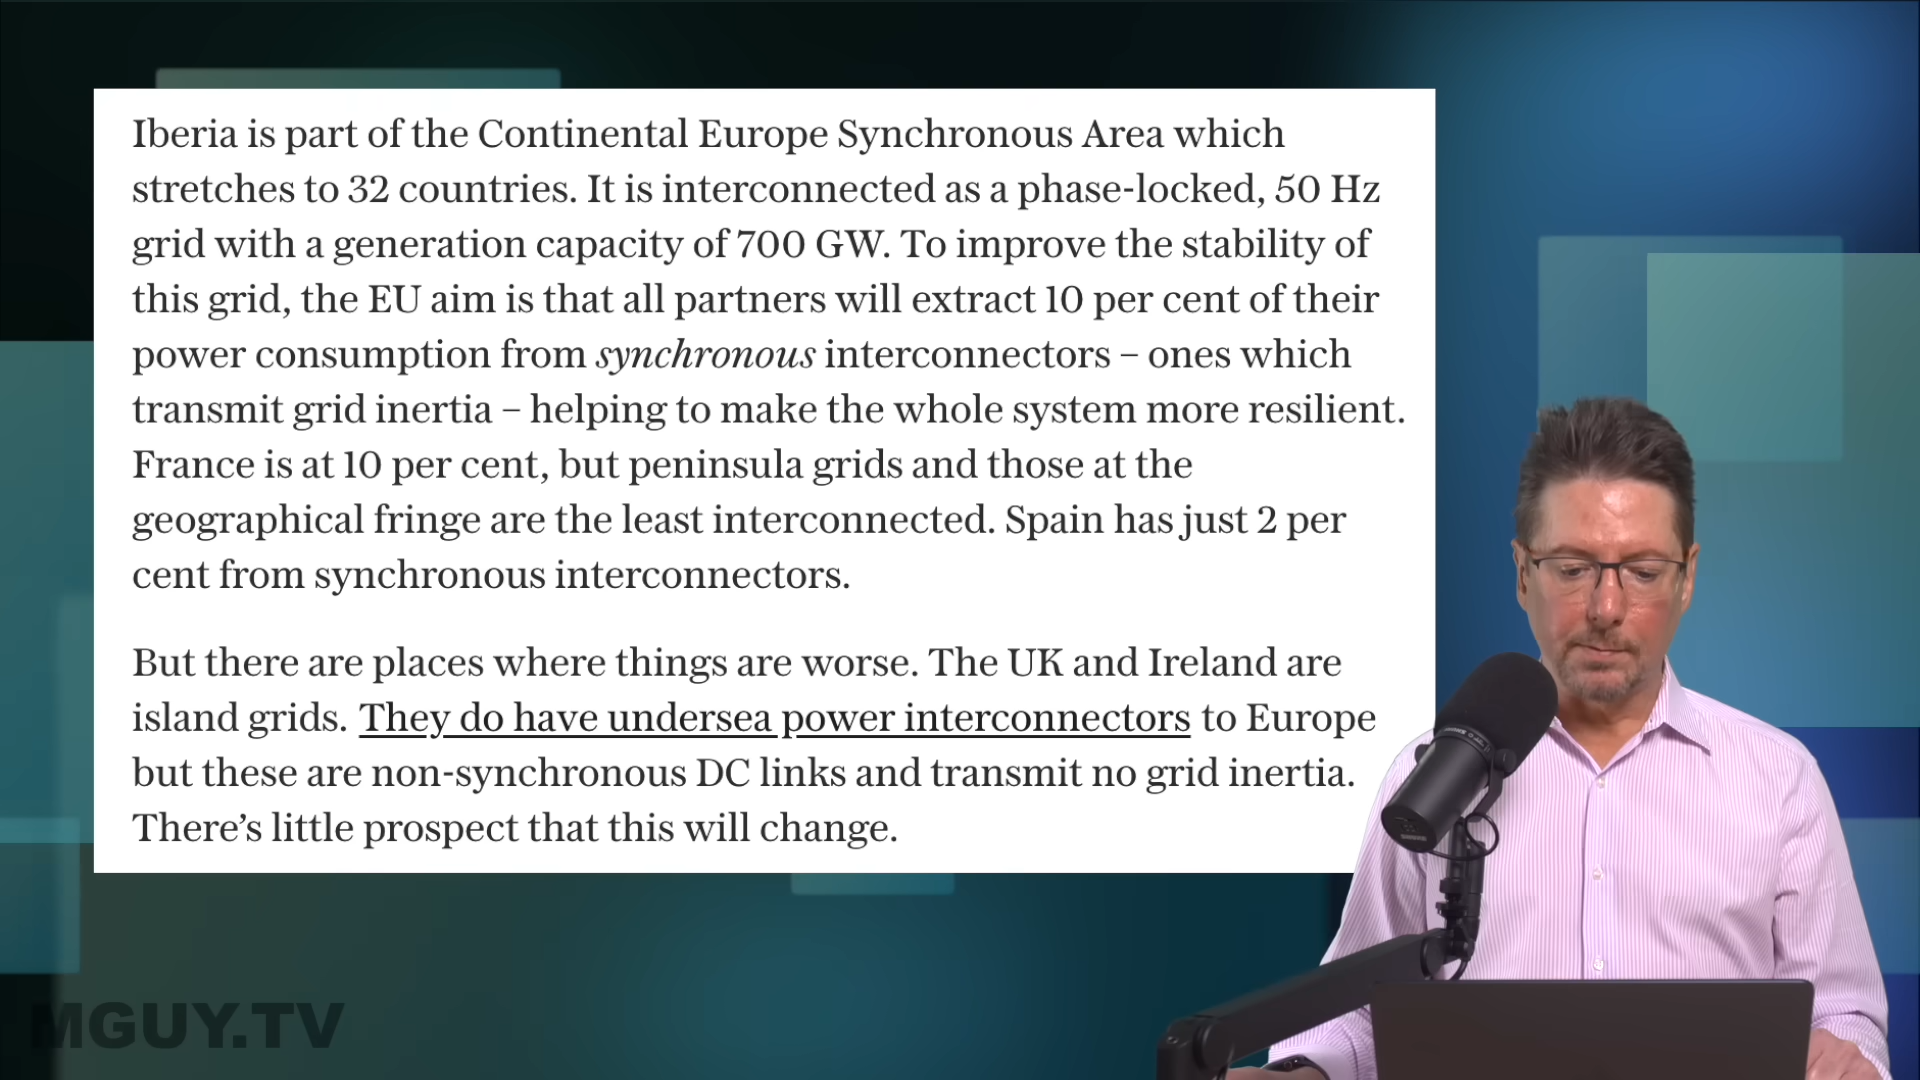 Iberia is part of the Continental Europe Synchronous Area which
stretches to 32 countries. It is interconnected as a phase-locked, 50 Hz
grid with a generation capacity of 700 GW. To improve the stability of
this grid, the EU aim is that all partners will extract 10 per cent of their
power consumption from synchronous interconnectors – ones which
transmit grid inertia – helping to make the whole system more resilient.
France is at 10 per cent, but peninsula grids and those at the
geographical fringe are the least interconnected. Spain has just 2 per
cent from synchronous interconnectors.
But there are places where things are worse. The UK and Ireland are
island grids. They do have undersea power interconnectors to Europe
but these are non-synchronous DC links and transmit no grid inertia.
There’s little prospect that this will change.
MGUY.TV